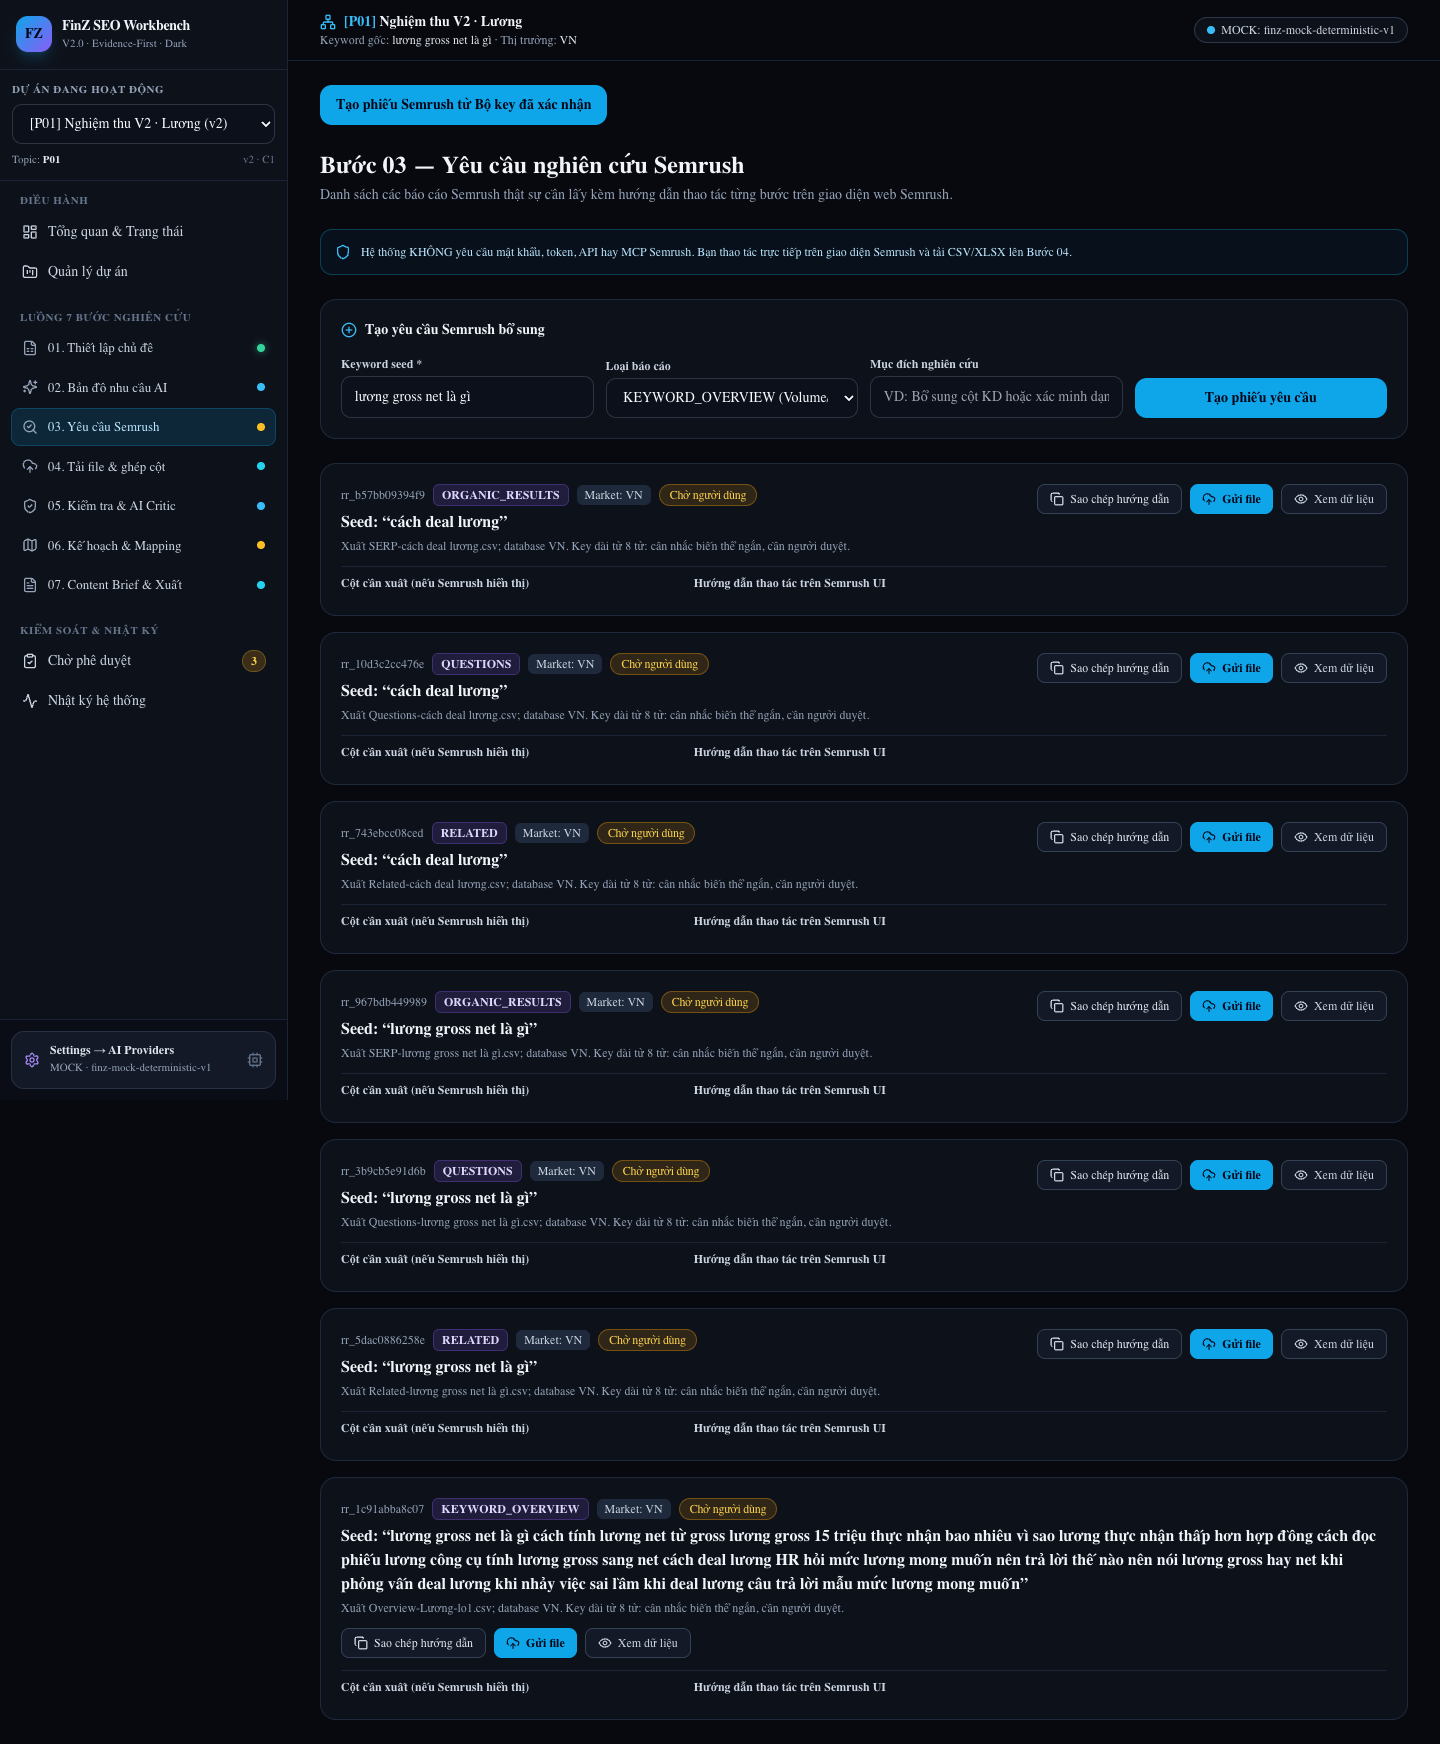 FZ
FinZ SEO Workbench
V2.0 · Evidence-First · Dark
DỰ ÁN ĐANG HOẠT ĐỘNG
[P01] Nghiệm thu V2 · Lương (v2)
Topic: P01
v2 · C1
ĐIỀU HÀNH
Tổng quan & Trạng thái
Quản lý dự án
LUỒNG 7 BƯỚC NGHIÊN CỨU
01. Thiết lập chủ đề
02. Bản đồ nhu cầu AI
03. Yêu cầu Semrush
04. Tải file & ghép cột
05. Kiểm tra & AI Critic
06. Kế hoạch & Mapping
07. Content Brief & Xuất
KIỂM SOÁT & NHẬT KÝ
Chờ phê duyệt
3
Nhật ký hệ thống
Settings → AI Providers
MOCK · finz-mock-deterministic-v1
[P01] Nghiệm thu V2 · Lương
Keyword gốc: lương gross net là gì · Thị trường: VN
MOCK: finz-mock-deterministic-v1
Tạo phiếu Semrush từ Bộ key đã xác nhận
Bước 03 — Yêu cầu nghiên cứu Semrush
Danh sách các báo cáo Semrush thật sự cần lấy kèm hướng dẫn thao tác từng bước trên giao diện web Semrush.
Hệ thống KHÔNG yêu cầu mật khẩu, token, API hay MCP Semrush. Bạn thao tác trực tiếp trên giao diện Semrush và tải CSV/XLSX lên Bước 04.
Tạo yêu cầu Semrush bổ sung
Keyword seed *
Loại báo cáo
Mục đích nghiên cứu
lương gross net là gì
KEYWORD_OVERVIEW (Volume,
VD: Bổ sung cột KD hoặc xác minh dạn
Tạo phiếu yêu cầu
rr_b57bb09394f9 ORGANIC_RESULTS Market: VN Chờ người dùng
Sao chép hướng dẫn Gửi file Xem dữ liệu
Seed: “cách deal lương”
Xuất SERP-cách deal lương.csv; database VN. Key dài từ 8 từ: cân nhắc biến thể ngắn, cần người duyệt.
Cột cần xuất (nếu Semrush hiển thị) Hướng dẫn thao tác trên Semrush UI
rr_10d3c2cc476e QUESTIONS Market: VN Chờ người dùng
Sao chép hướng dẫn Gửi file Xem dữ liệu
Seed: “cách deal lương”
Xuất Questions-cách deal lương.csv; database VN. Key dài từ 8 từ: cân nhắc biến thể ngắn, cần người duyệt.
Cột cần xuất (nếu Semrush hiển thị) Hướng dẫn thao tác trên Semrush UI
rr_743ebcc08ced RELATED Market: VN Chờ người dùng
Sao chép hướng dẫn Gửi file Xem dữ liệu
Seed: “cách deal lương”
Xuất Related-cách deal lương.csv; database VN. Key dài từ 8 từ: cân nhắc biến thể ngắn, cần người duyệt.
Cột cần xuất (nếu Semrush hiển thị) Hướng dẫn thao tác trên Semrush UI
rr_967bdb449989 ORGANIC_RESULTS Market: VN Chờ người dùng
Sao chép hướng dẫn Gửi file Xem dữ liệu
Seed: “lương gross net là gì”
Xuất SERP-lương gross net là gì.csv; database VN. Key dài từ 8 từ: cân nhắc biến thể ngắn, cần người duyệt.
Cột cần xuất (nếu Semrush hiển thị) Hướng dẫn thao tác trên Semrush UI
rr_3b9cb5e91d6b QUESTIONS Market: VN Chờ người dùng
Sao chép hướng dẫn Gửi file Xem dữ liệu
Seed: “lương gross net là gì”
Xuất Questions-lương gross net là gì.csv; database VN. Key dài từ 8 từ: cân nhắc biến thể ngắn, cần người duyệt.
Cột cần xuất (nếu Semrush hiển thị) Hướng dẫn thao tác trên Semrush UI
rr_5dac0886258e RELATED Market: VN Chờ người dùng
Sao chép hướng dẫn Gửi file Xem dữ liệu
Seed: “lương gross net là gì”
Xuất Related-lương gross net là gì.csv; database VN. Key dài từ 8 từ: cân nhắc biến thể ngắn, cần người duyệt.
Cột cần xuất (nếu Semrush hiển thị) Hướng dẫn thao tác trên Semrush UI
rr_1c91abba8c07 KEYWORD_OVERVIEW Market: VN Chờ người dùng
Seed: “lương gross net là gì cách tính lương net từ gross lương gross 15 triệu thực nhận bao nhiêu vì sao lương thực nhận thấp hơn hợp đồng cách đọc
phiếu lương công cụ tính lương gross sang net cách deal lương HR hỏi mức lương mong muốn nên trả lời thế nào nên nói lương gross hay net khi
phỏng vấn deal lương khi nhảy việc sai lầm khi deal lương câu trả lời mẫu mức lương mong muốn”
Xuất Overview-Lương-lo1.csv; database VN. Key dài từ 8 từ: cân nhắc biến thể ngắn, cần người duyệt.
Sao chép hướng dẫn Gửi file Xem dữ liệu
Cột cần xuất (nếu Semrush hiển thị) Hướng dẫn thao tác trên Semrush UI